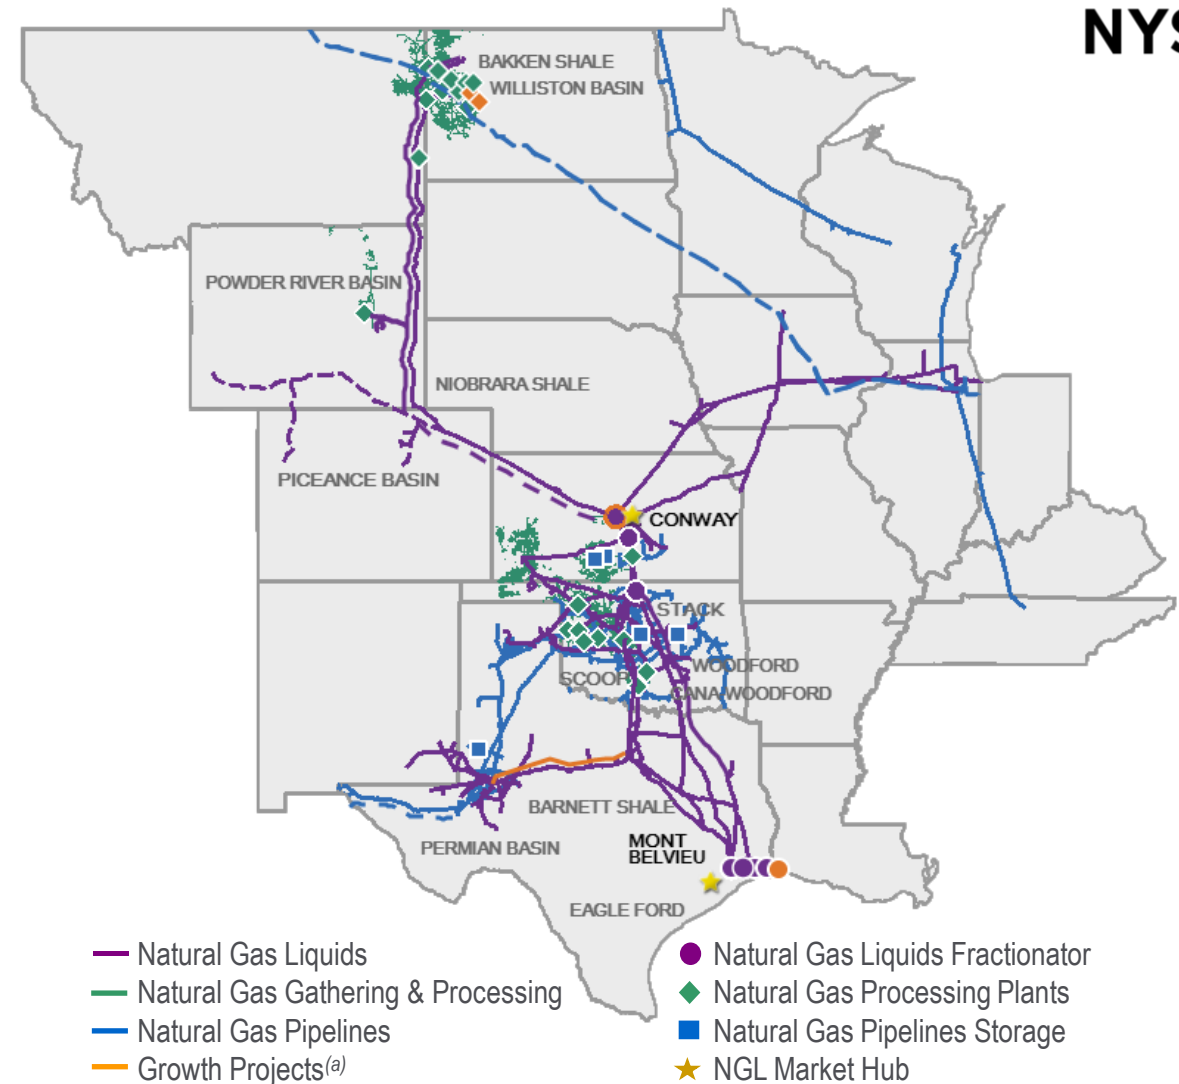 NYS
BAKKEN SHALE
WILLISTON BASIN
POWDER RIVER BASIN
NIOBRARA SHALE
PICEANCE BASIN
CONWAY
STACK
WOODFORD
SCOOP
CANA WOODFORD
BARNETT SHALE
MONT
BELVIEU
PERMIAN BASIN
EAGLE FORD
Natural Gas Liquids
Natural Gas Gathering & Processing
Natural Gas Pipelines
Growth Projects(a)
Natural Gas Liquids Fractionator
Natural Gas Processing Plants
Natural Gas Pipelines Storage
NGL Market Hub